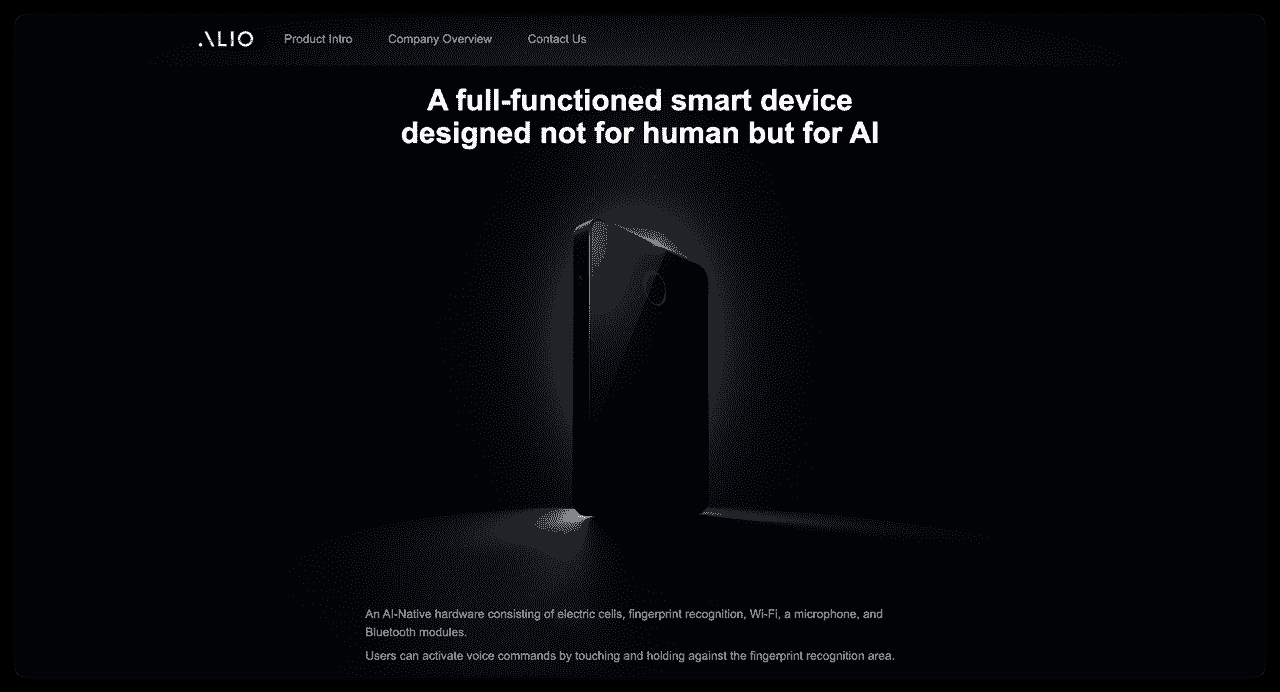 ALIO
Product Intro
Company Overview
Contact Us
A full-functioned smart device
designed not for human but for AI
An AI-Native hardware consisting of electric cells, fingerprint recognition, Wi-Fi, a microphone, and
Bluetooth modules.
Users can activate voice commands by touching and holding against the fingerprint recognition area.